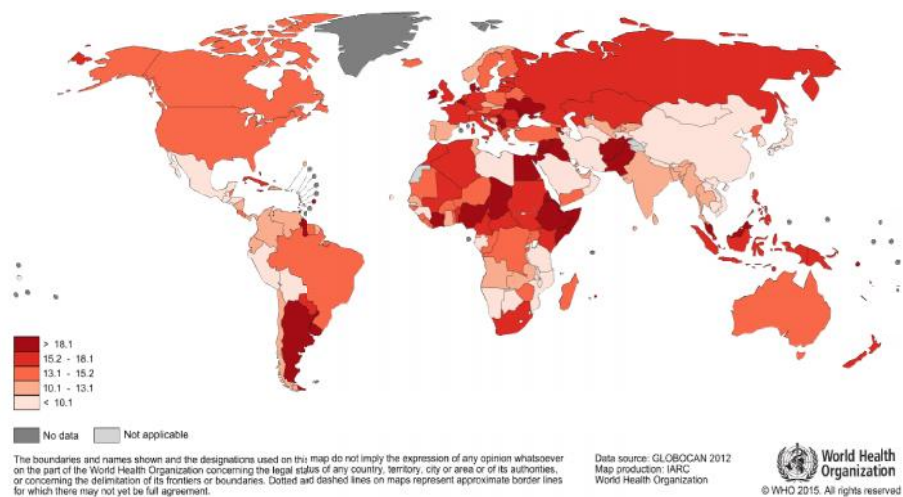 > 18.1
15.2 - 18.1
13.1 - 15.2
10.1 - 13.1
< 10.1
No data
Not applicable
The boundaries and names shown and the designations used on this map do not imply the expression of any opinion whatsoever
on the part of the World Health Organization concerning the legal status of any country, territory, city or area or of its authorities,
or concerning the delimitation of its frontiers or boundaries. Dotted and dashed lines on maps represent approximate border lines
for which there may not yet be full agreement.
Data source: GLOBOCAN 2012
Map production: IARC
World Health Organization
World Health
Organization
© WHO 2015. All rights reserved